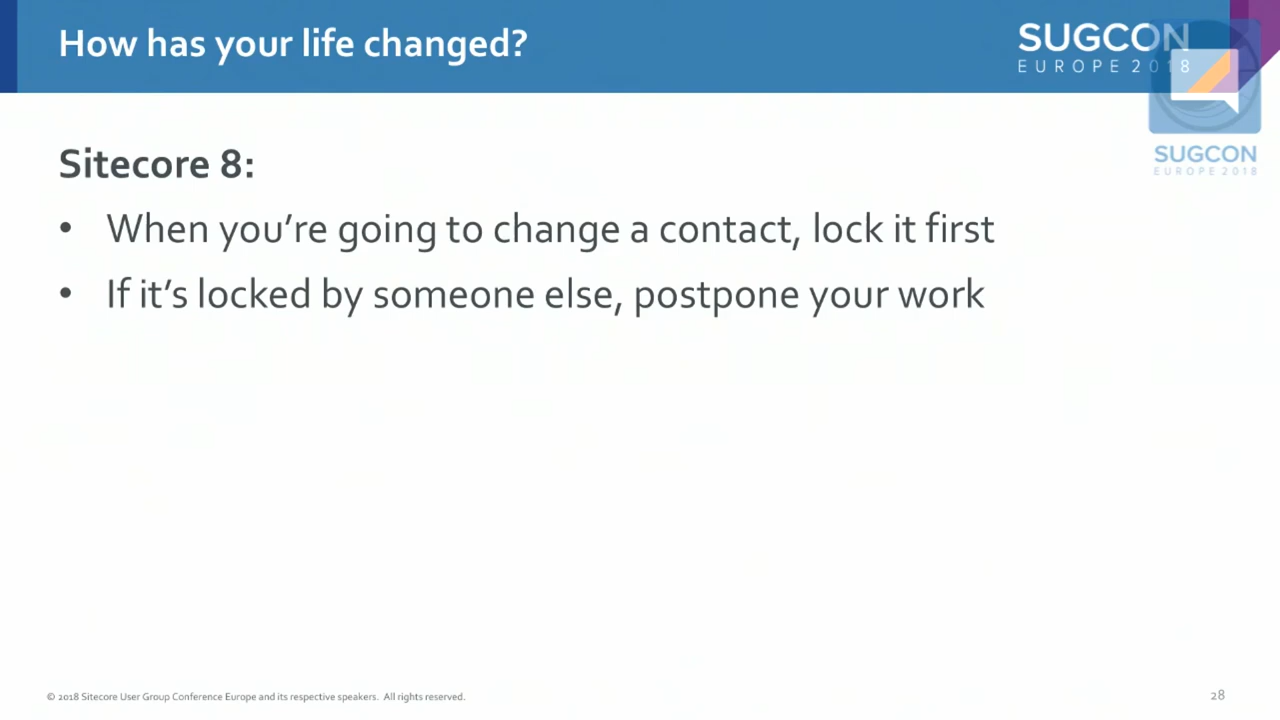 How has your life changed?
SUGCON
EUROPE 2018
SUGCON
EUROPE 2018
Sitecore 8:
• When you're going to change a contact, lock it first
• If it's locked by someone else, postpone your work
© 2018 Sitecore User Group Conference Europe and its respective speakers. All rights reserved.
28